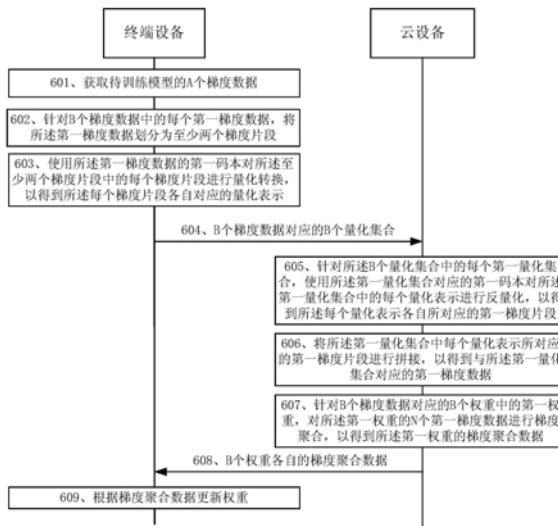 终端设备
云设备
601、获取待训练模型的A个梯度数据
602、针对B个梯度数据中的每个第一梯度数据，将
所述第一梯度数据划分为至少两个梯度片段
603、使用所述第一梯度数据的第一码本对所述至
少两个梯度片段中的每个梯度片段进行量化转换，
以得到所述每个梯度片段各自对应的量化表示
604、B个梯度数据对应的B个量化集合
605、针对所述B个量化集合中的每个第一量化集
合，使用所述第一量化集合对应的第一码本对所述
第一量化集合中的每个量化表示进行反量化，以得
到所述每个量化表示各自所对应的第一梯度片段
606、将所述第一量化集合中每个量化表示所对应
的第一梯度片段进行拼接，以得到与所述第一量化
集合对应的第一梯度数据
607、针对B个梯度数据对应的B个权重中的第一权
重，对所述第一权重的N个第一梯度数据进行梯度
聚合，以得到所述第一权重的梯度聚合数据
608、B个权重各自的梯度聚合数据
609、根据梯度聚合数据更新权重